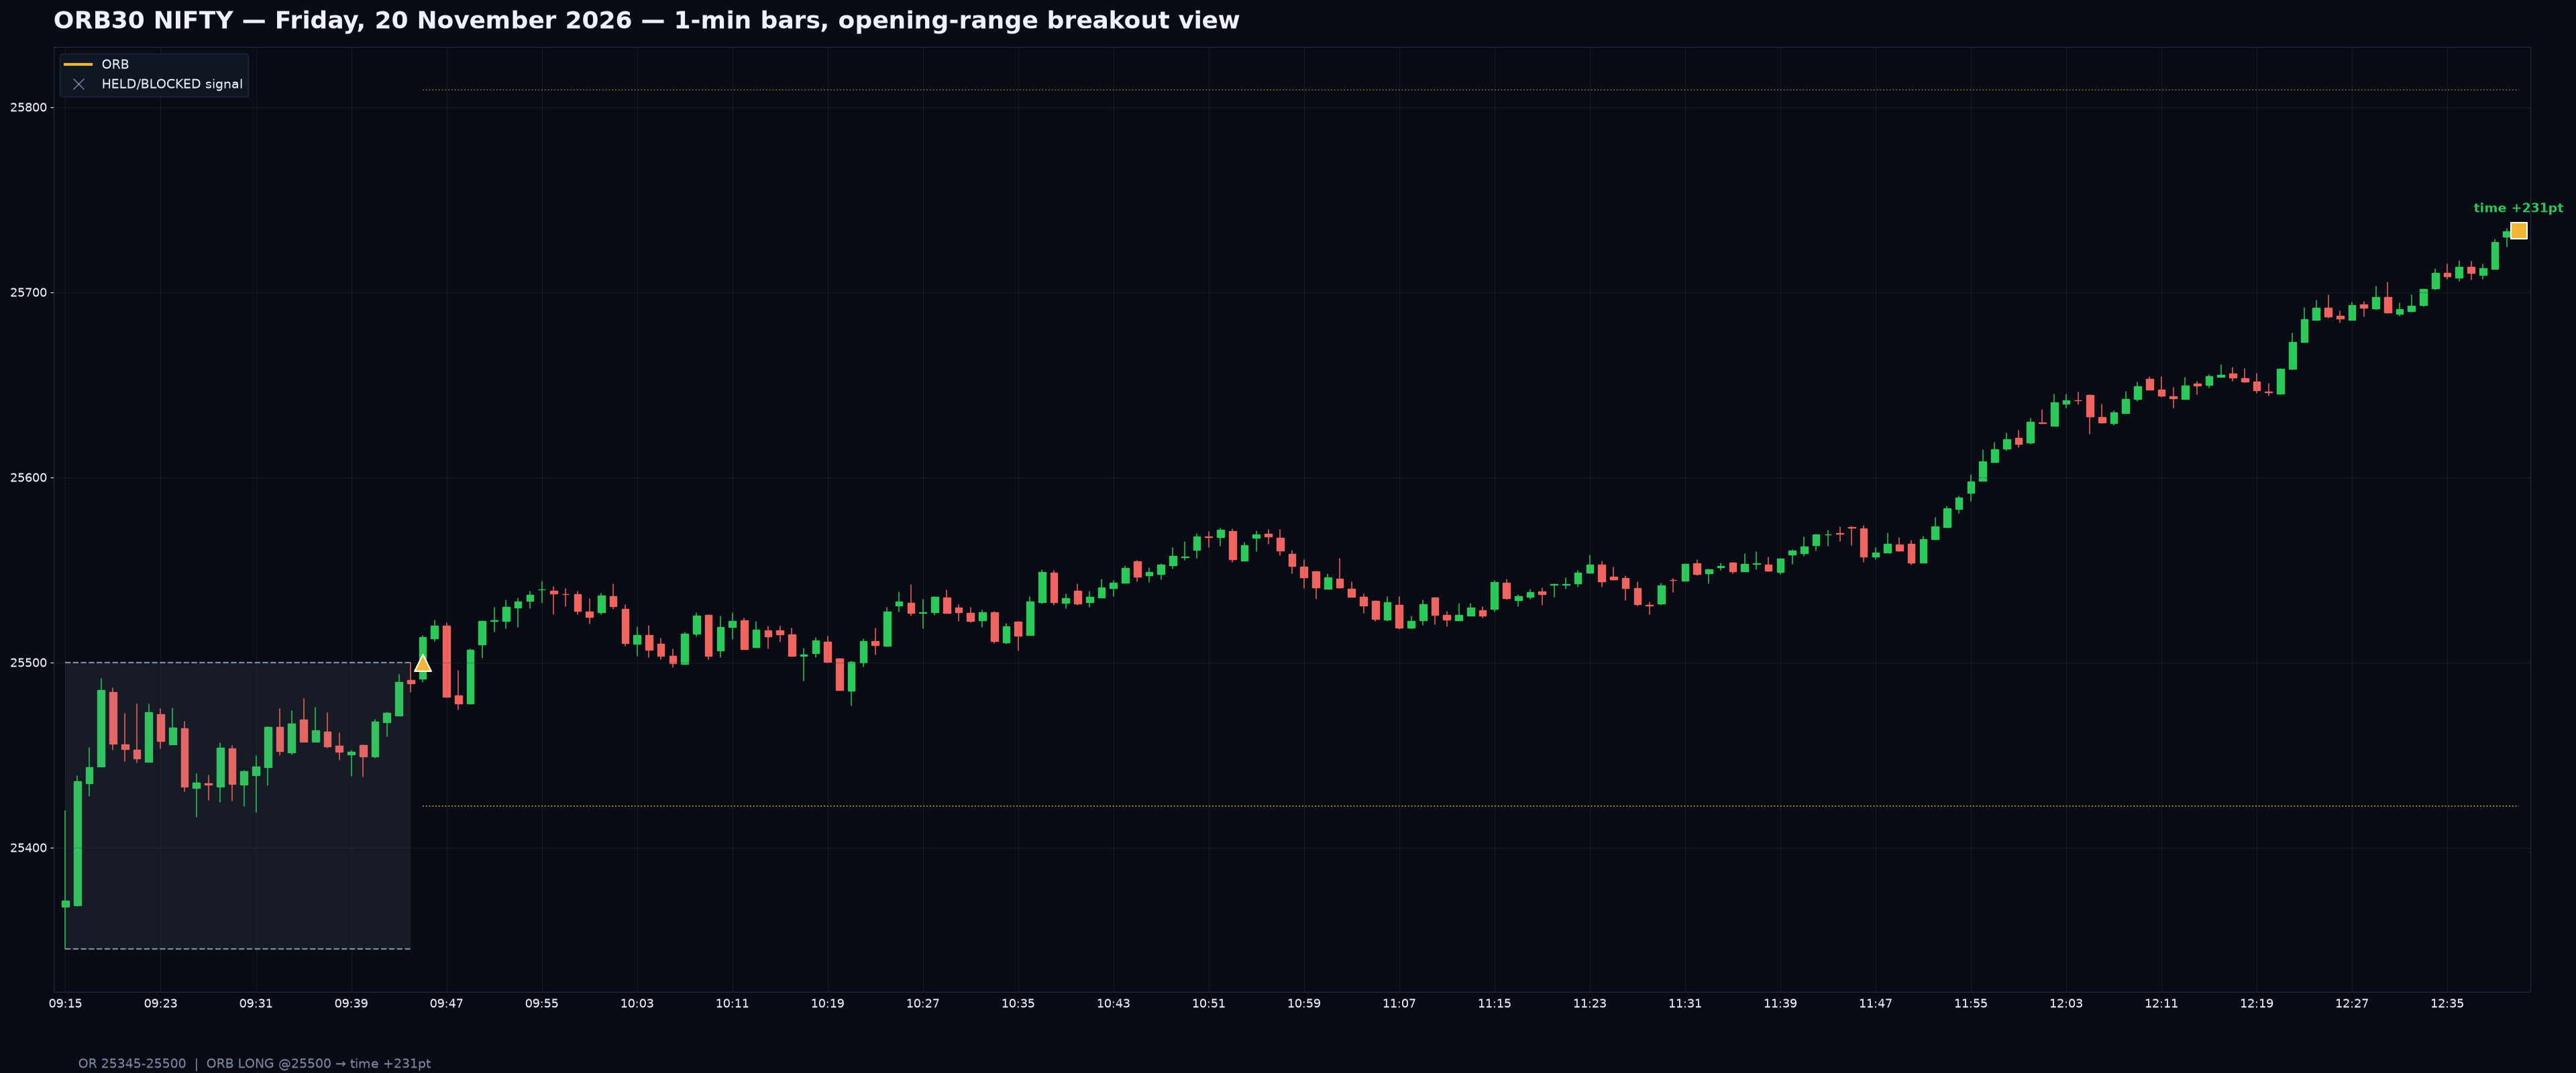 ORB30 NIFTY — Friday, 20 November 2026 — 1-min bars, opening-range breakout view
ORB
HELD/BLOCKED signal
25800
time +231pt
25700
25600
25500
25400
09:15 09:23 09:31 09:39 09:47 09:55 10:03 10:11 10:19 10:27 10:35 10:43 10:51 10:59 11:07 11:15 11:23 11:31 11:39 11:47 11:55 12:03 12:11 12:19 12:27 12:35
OR 25345-25500 | ORB LONG @25500 → time +231pt